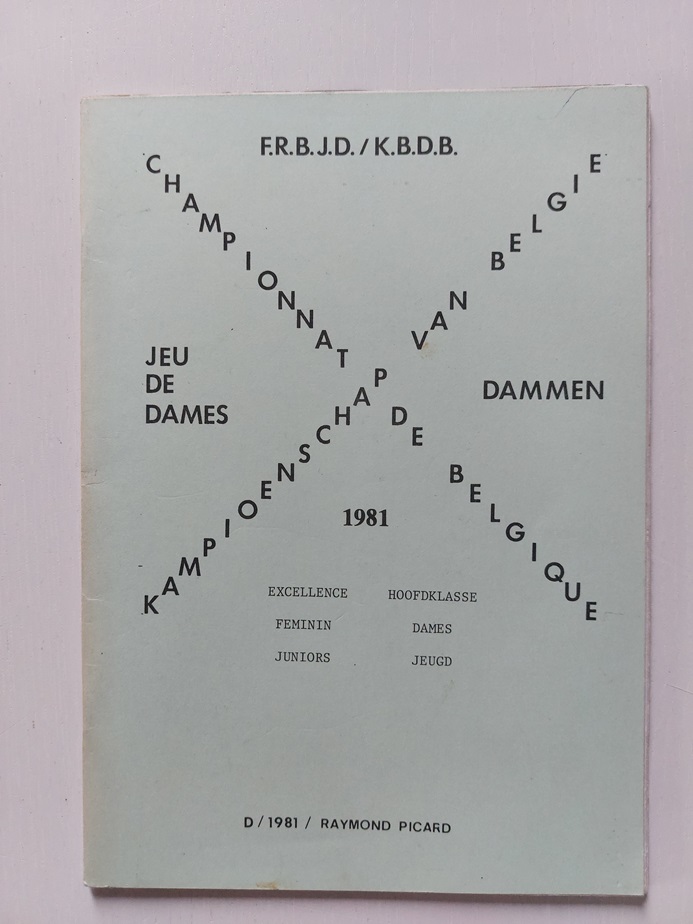 F.R.B.J.D. / K.B.D.B.
CHAMPIONNAT DE BELGIQUE
KAMPIOENSCHAP VAN BELGIE
JEU
DE
DAMES
DAMMEN
1981
EXCELLENCE HOOFDKLASSE
FEMININ DAMES
JUNIORS JEUGD
D / 1981 / RAYMOND PICARD